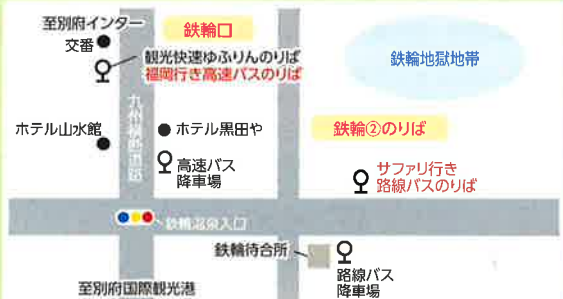 至別府インター
交番
鉄輪口
観光快速ゆふりんのりば
福岡行き高速バスのりば
鉄輪地獄地帯
九州横断道路
ホテル山水館
ホテル黒田や
鉄輪②のりば
高速バス
降車場
サファリ行き
路線バスのりば
鉄輪温泉入口
鉄輪待合所
路線バス
降車場
至別府国際観光港